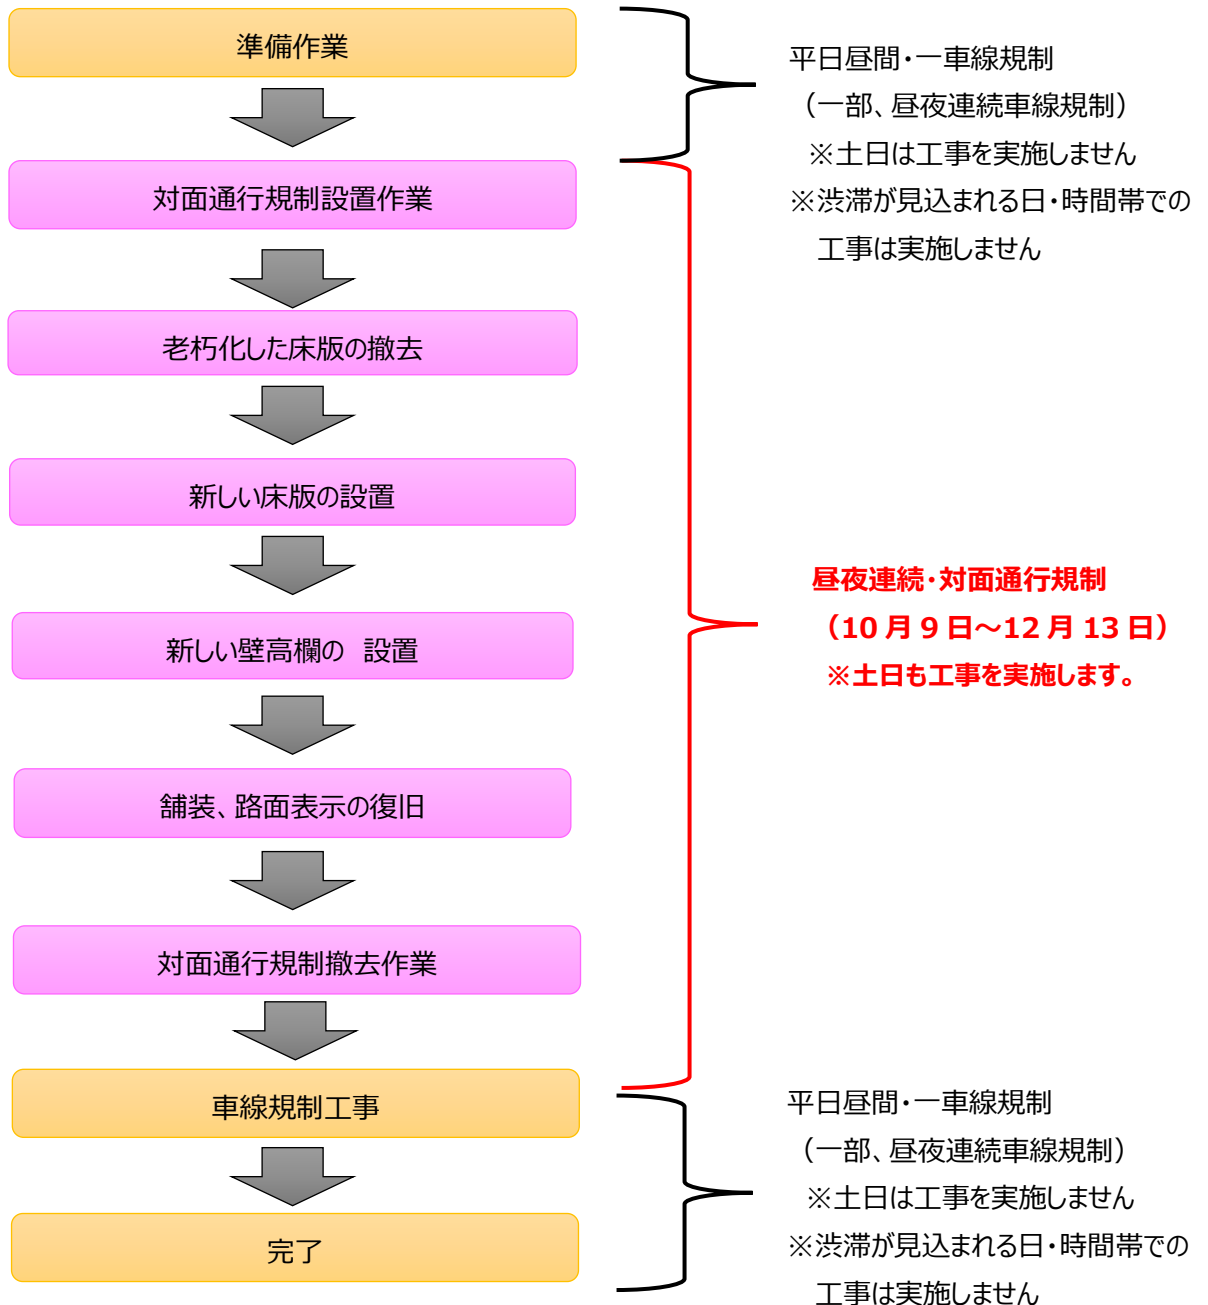 準備作業
平日昼間・一車線規制
（一部、昼夜連続車線規制）
※土日は工事を実施しません
※渋滞が見込まれる日・時間帯での
工事は実施しません
対面通行規制設置作業
老朽化した床版の撤去
新しい床版の設置
新しい壁高欄の　設置
舗装、路面表示の復旧
対面通行規制撤去作業
昼夜連続・対面通行規制
（10 月 9 日～12 月 13 日）
※土日も工事を実施します。
車線規制工事
完了
平日昼間・一車線規制
（一部、昼夜連続車線規制）
※土日は工事を実施しません
※渋滞が見込まれる日・時間帯での
工事は実施しません